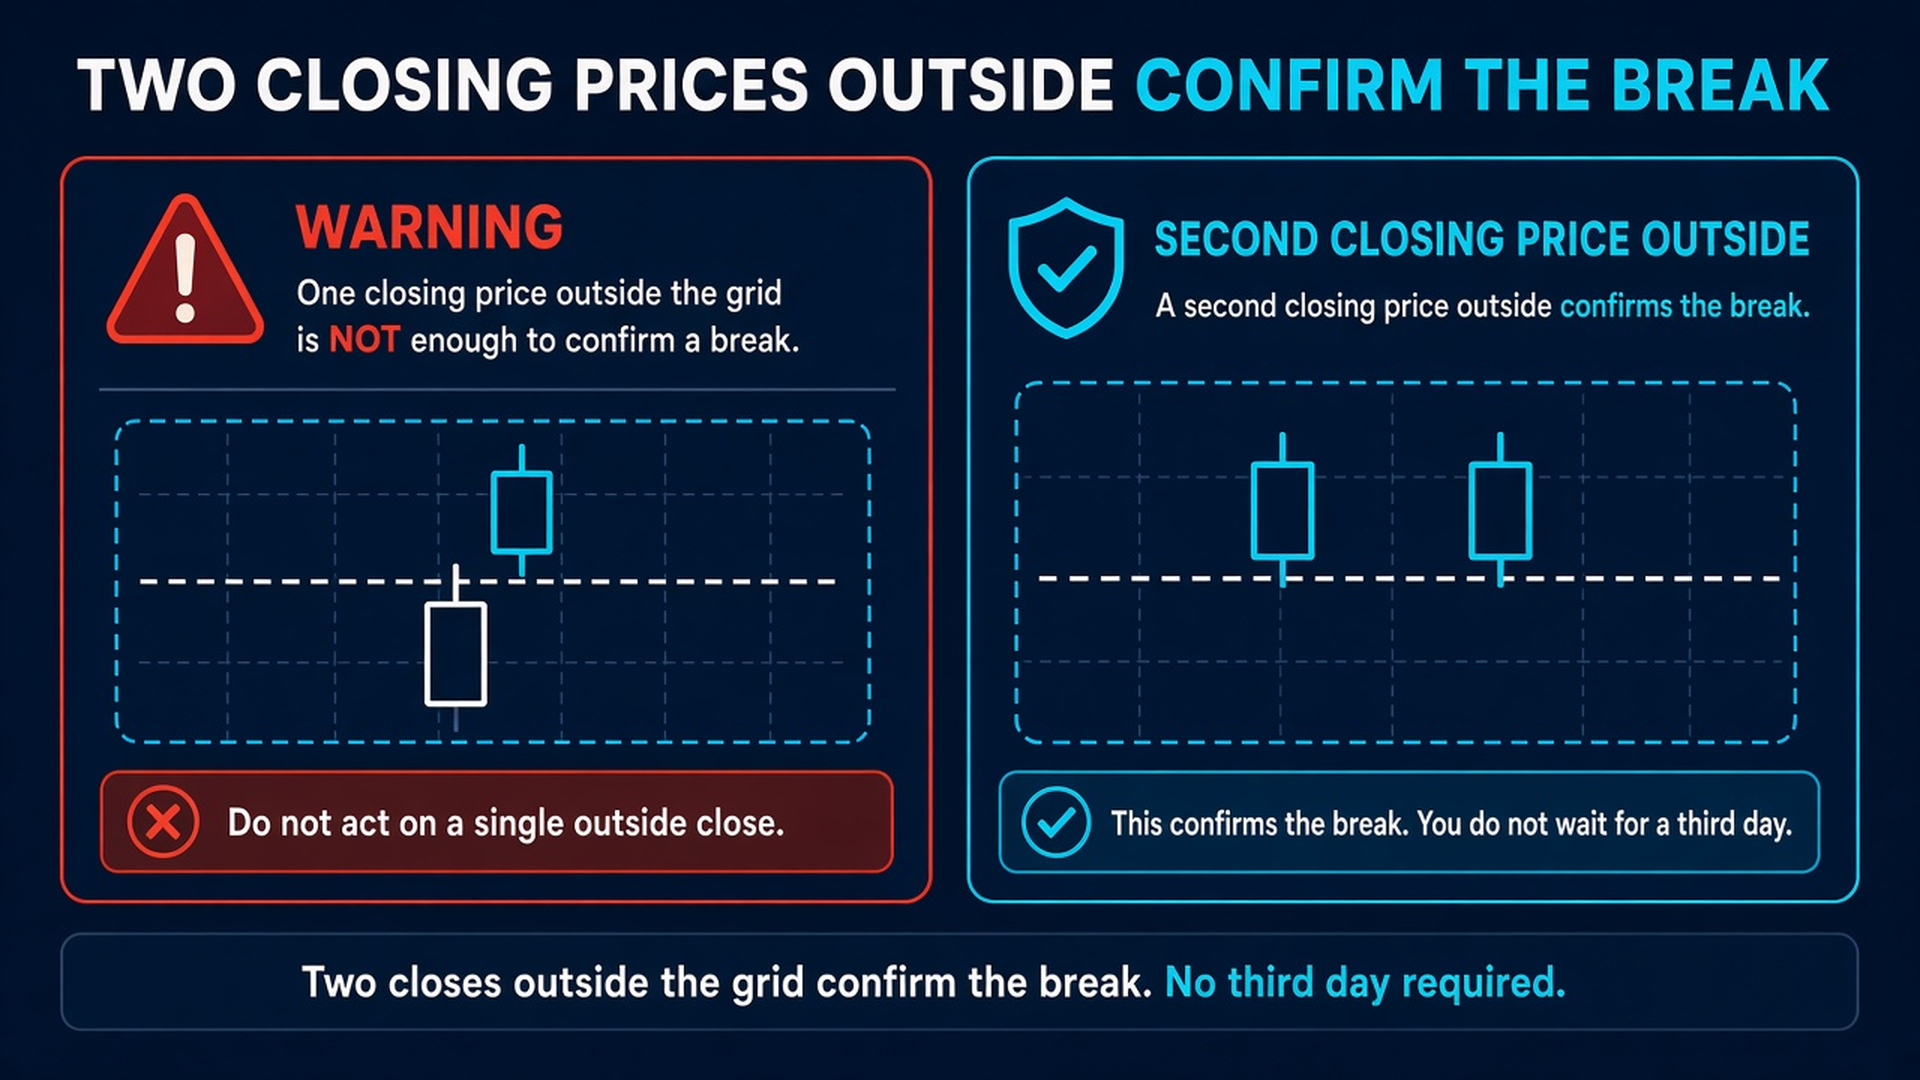 TWO CLOSING PRICES OUTSIDE CONFIRM THE BREAK
WARNING
One closing price outside the grid
is NOT enough to confirm a break.
Do not act on a single outside close.
SECOND CLOSING PRICE OUTSIDE
A second closing price outside confirms the break.
This confirms the break. You do not wait for a third day.
Two closes outside the grid confirm the break. No third day required.